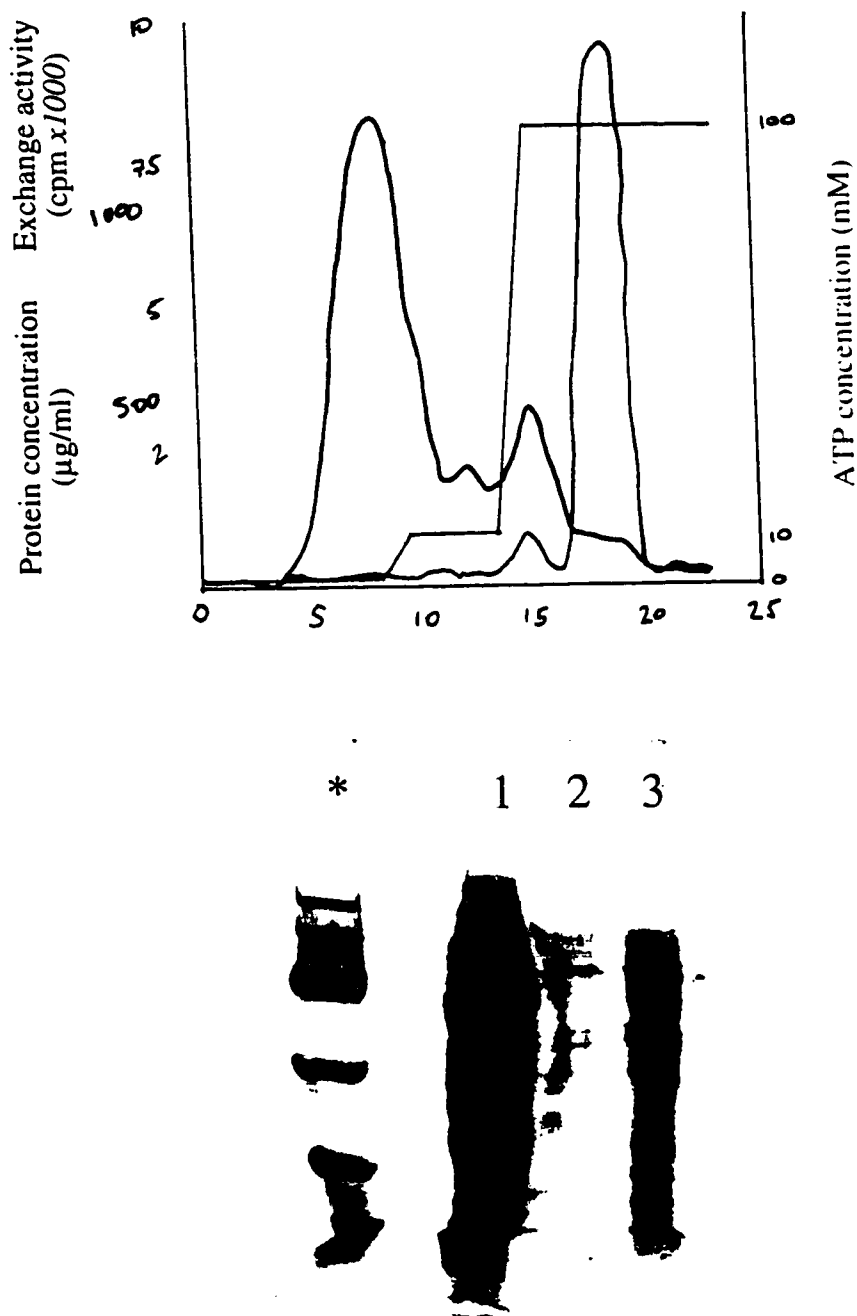 Exchange activity
(cpm x1000)
Protein concentration
(µg/ml)
10
75
1000
5
500
2
100
10
0
ATP concentration (mM)
0 5 10 15 20 25
* 1 2 3